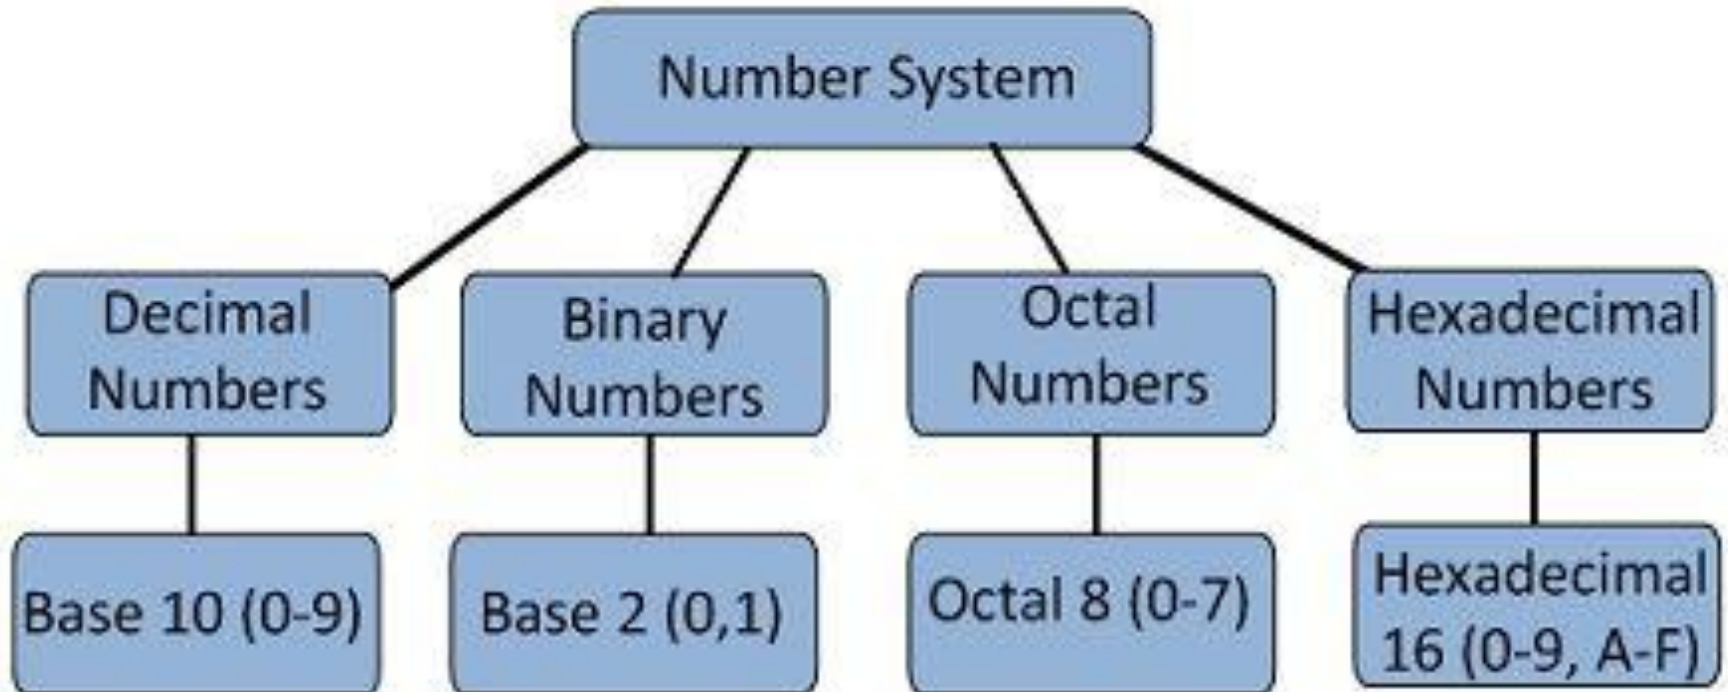 Number System
Decimal
Numbers
Binary
Numbers
Octal
Numbers
Hexadecimal
Numbers
Base 10 (0-9)
Base 2 (0,1)
Octal 8 (0-7)
Hexadecimal
16 (0-9, A-F)